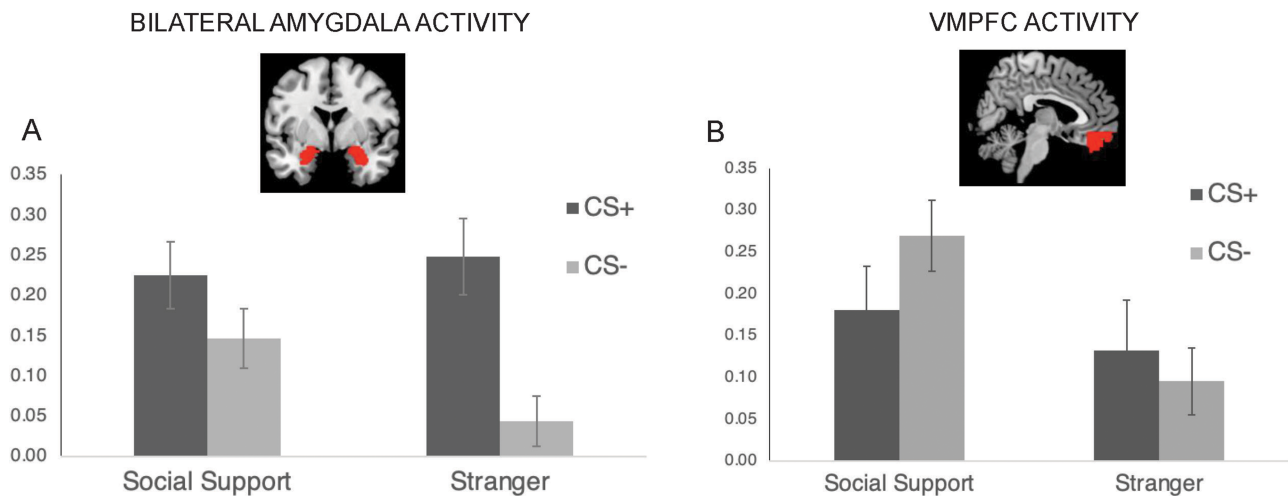 BILATERAL AMYGDALA ACTIVITY
A
0.35
0.30
0.25
0.20
0.15
0.10
0.05
0.00
CS+
CS-
Social Support
Stranger
VMPFC ACTIVITY
B
0.35
0.30
0.25
0.20
0.15
0.10
0.05
0.00
CS+
CS-
Social Support
Stranger